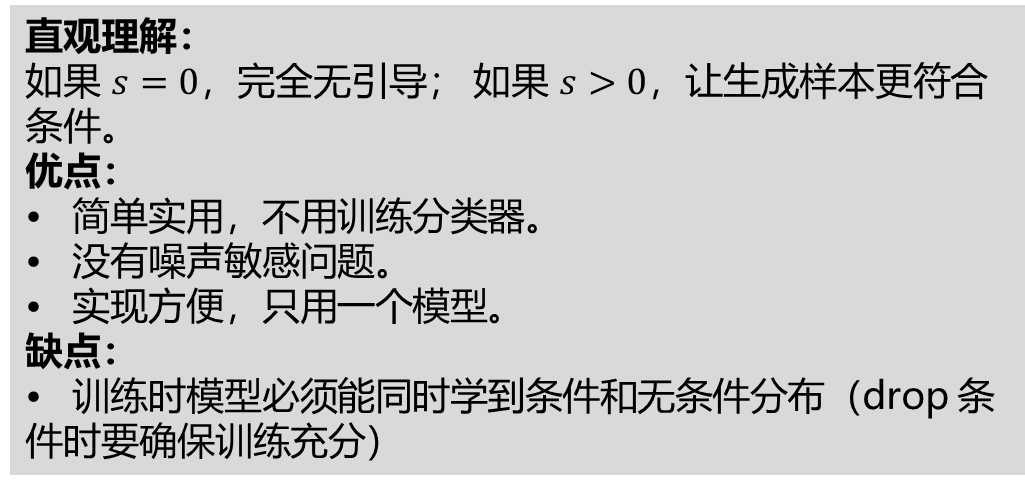 直观理解：
如果 s = 0，完全无引导； 如果 s > 0，让生成样本更符合
条件。
优点：
• 简单实用，不用训练分类器。
• 没有噪声敏感问题。
• 实现方便，只用一个模型。
缺点：
• 训练时模型必须能同时学到条件和无条件分布（drop 条
件时要确保训练充分）